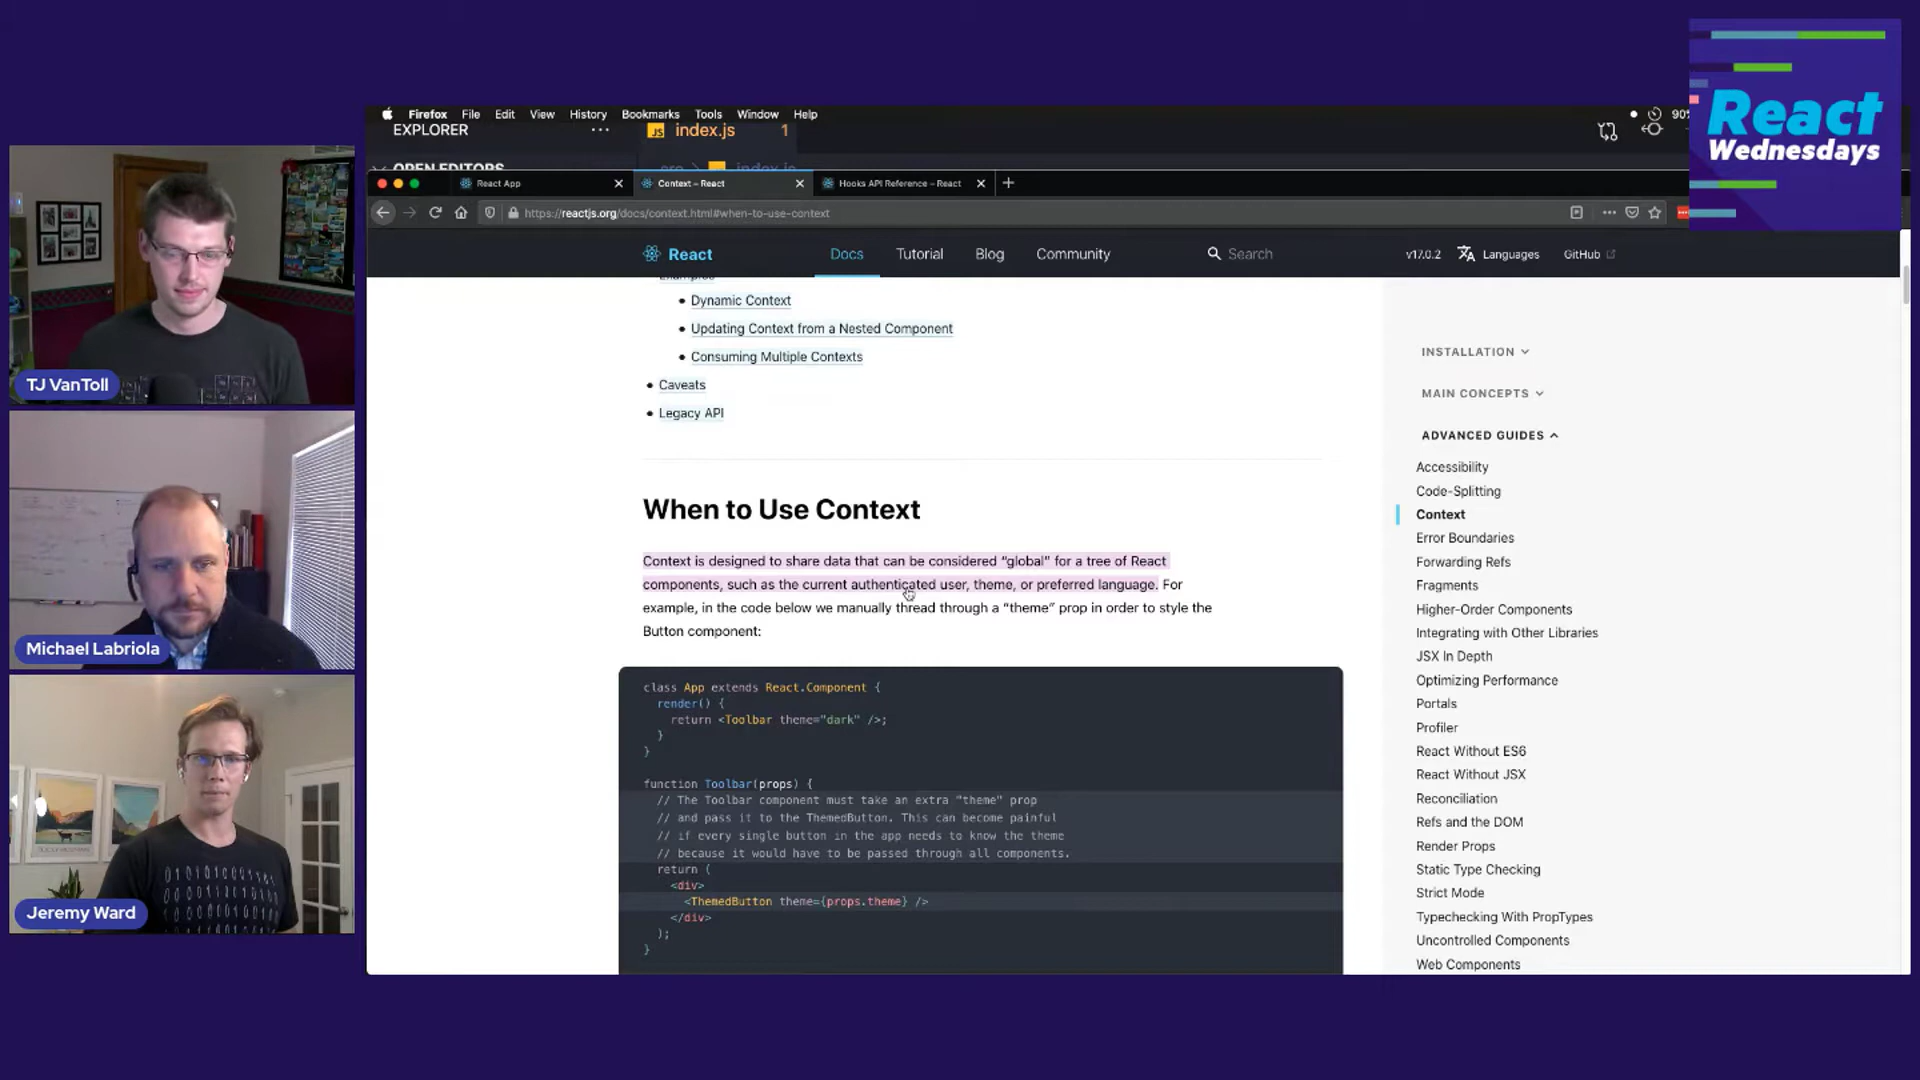 React
Wednesdays
Firefox File Edit View History Bookmarks Tools Window Help
90%
EXPLORER ...
JS index.js 1
OPEN EDITORS
index.js
React App
Context – React
Hooks API Reference – React
https://reactjs.org/docs/context.html#when-to-use-context
React Docs Tutorial Blog Community Search v17.0.2 Languages GitHub
Examples
Dynamic Context
Updating Context from a Nested Component
Consuming Multiple Contexts
Caveats
Legacy API
When to Use Context
Context is designed to share data that can be considered “global” for a tree of React
components, such as the current authenticated user, theme, or preferred language. For
example, in the code below we manually thread through a “theme” prop in order to style the
Button component:
class App extends React.Component {
render() {
return <Toolbar theme="dark" />;
}
}
function Toolbar(props) {
// The Toolbar component must take an extra "theme" prop
// and pass it to the ThemedButton. This can become painful
// if every single button in the app needs to know the theme
// because it would have to be passed through all components.
return (
<div>
<ThemedButton theme={props.theme} />
</div>
);
}
INSTALLATION
MAIN CONCEPTS
ADVANCED GUIDES
Accessibility
Code-Splitting
Context
Error Boundaries
Forwarding Refs
Fragments
Higher-Order Components
Integrating with Other Libraries
JSX In Depth
Optimizing Performance
Portals
Profiler
React Without ES6
React Without JSX
Reconciliation
Refs and the DOM
Render Props
Static Type Checking
Strict Mode
Typechecking With PropTypes
Uncontrolled Components
Web Components
TJ VanToll
Michael Labriola
Jeremy Ward